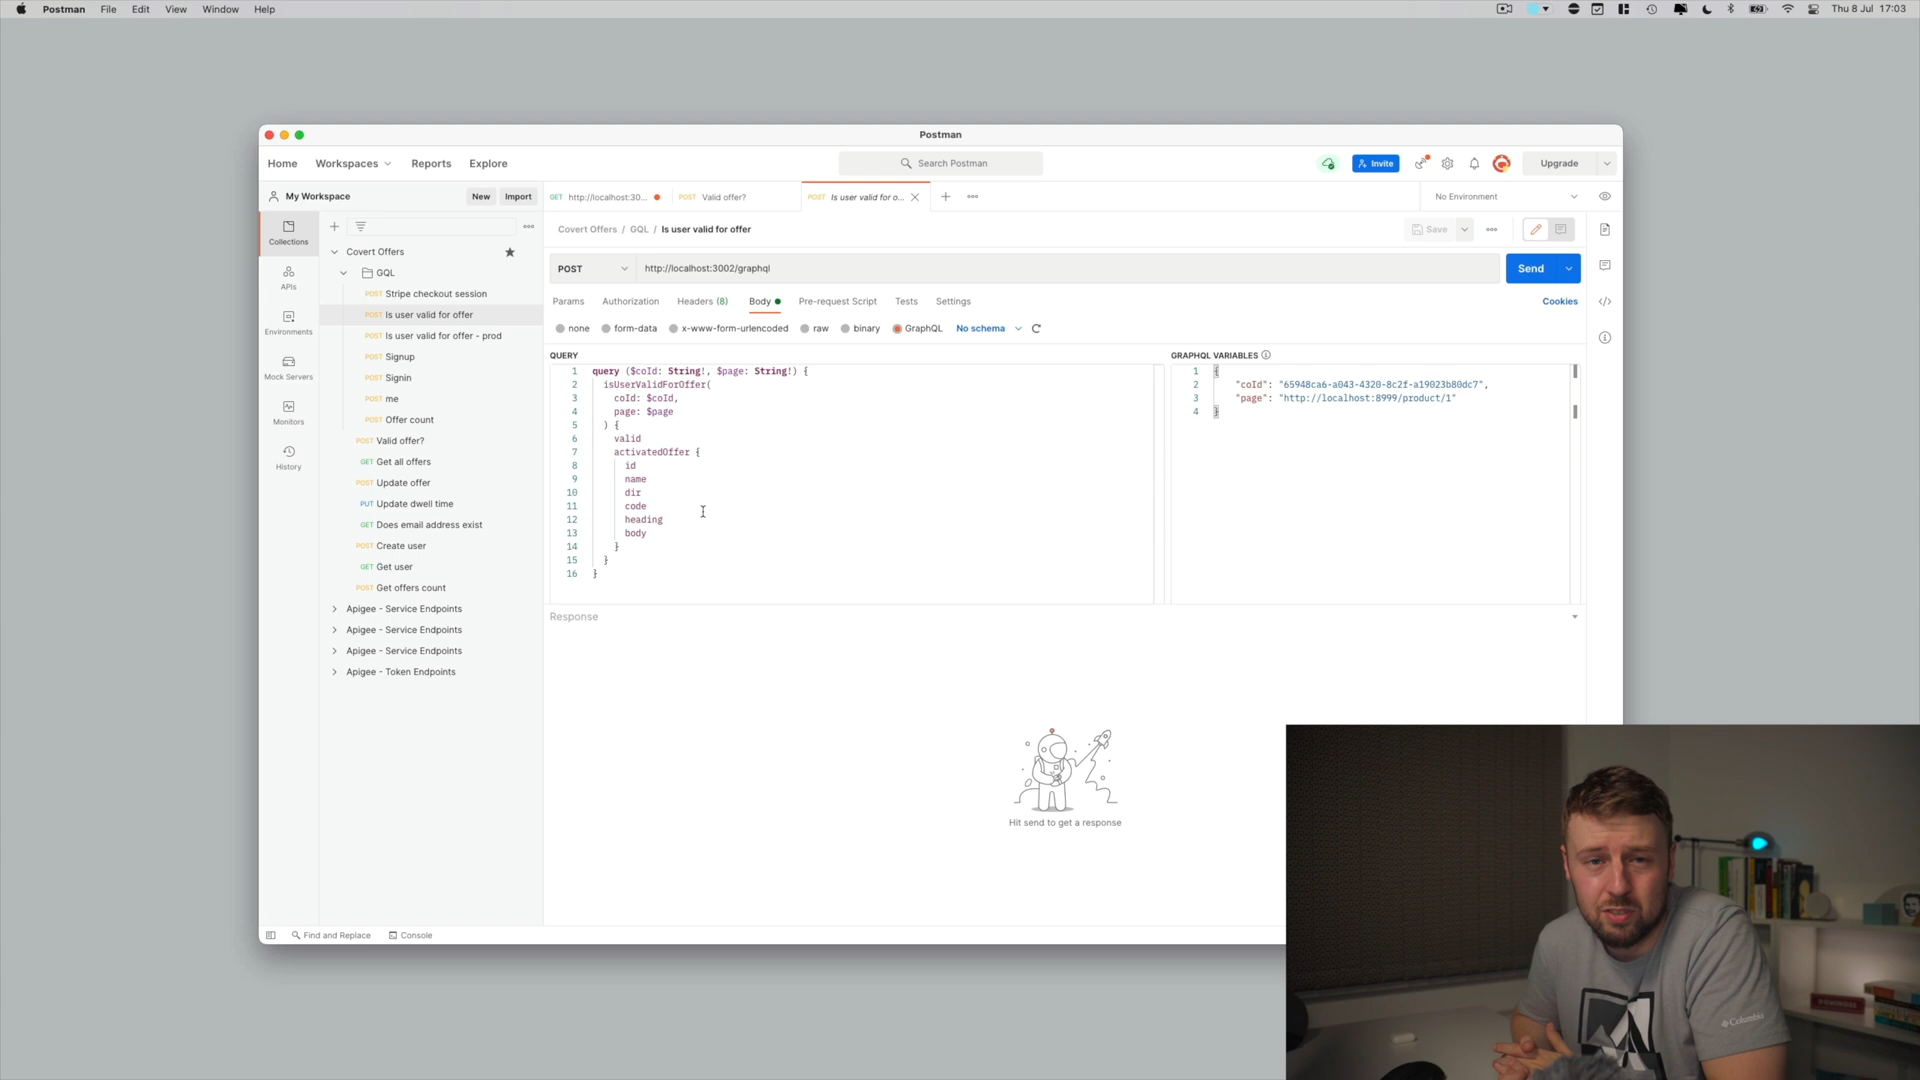 Postman File Edit View Window Help
Thu 8 Jul 17:03
Postman
Home Workspaces Reports Explore
Search Postman
Invite
Upgrade
My Workspace
New Import
GET http://localhost:30...
POST Valid offer?
POST Is user valid for o...
No Environment
Collections
APIs
Environments
Mock Servers
Monitors
History
Covert Offers
GQL
POST Stripe checkout session
POST Is user valid for offer
POST Is user valid for offer - prod
POST Signup
POST Signin
POST me
POST Offer count
POST Valid offer?
GET Get all offers
POST Update offer
PUT Update dwell time
GET Does email address exist
POST Create user
GET Get user
POST Get offers count
Apigee - Service Endpoints
Apigee - Service Endpoints
Apigee - Service Endpoints
Apigee - Token Endpoints
Covert Offers / GQL / Is user valid for offer
Save
POST
http://localhost:3002/graphql
Send
Params Authorization Headers (8) Body Pre-request Script Tests Settings
Cookies
none form-data x-www-form-urlencoded raw binary GraphQL No schema
QUERY
1 query ($coId: String!, $page: String!) {
2 isUserValidForOffer(
3 coId: $coId,
4 page: $page
5 ) {
6 valid
7 activatedOffer {
8 id
9 name
10 dir
11 code
12 heading
13 body
14 }
15 }
16 }
GRAPHQL VARIABLES
1 {
2 "coId": "65948ca6-a043-4320-8c2f-a19023b80dc7",
3 "page": "http://localhost:8999/product/1"
4 }
Response
Hit send to get a response
Find and Replace
Console
Columbia